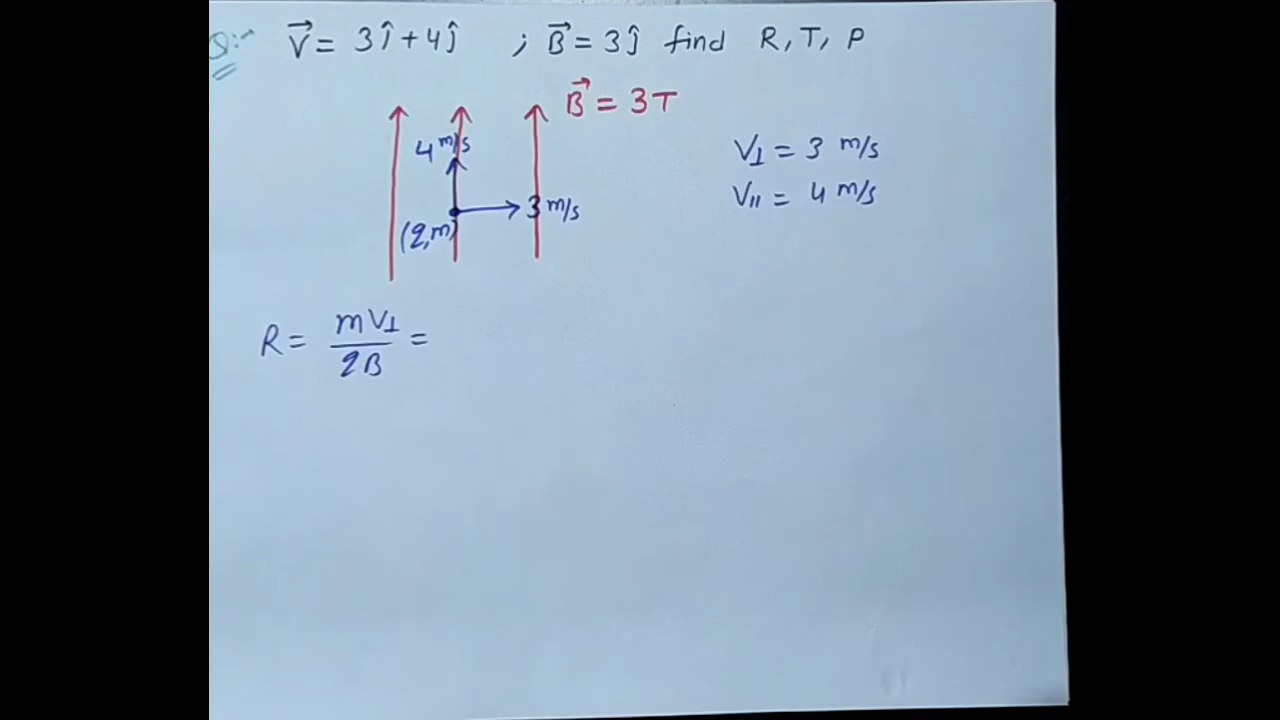 Q:- V⃗ = 3î + 4ĵ ; B⃗ = 3ĵ find R, T, P
B⃗ = 3T
4 m/s
V⊥ = 3 m/s
V∥ = 4 m/s
3 m/s
(q,m)
R = mV⊥/qB =